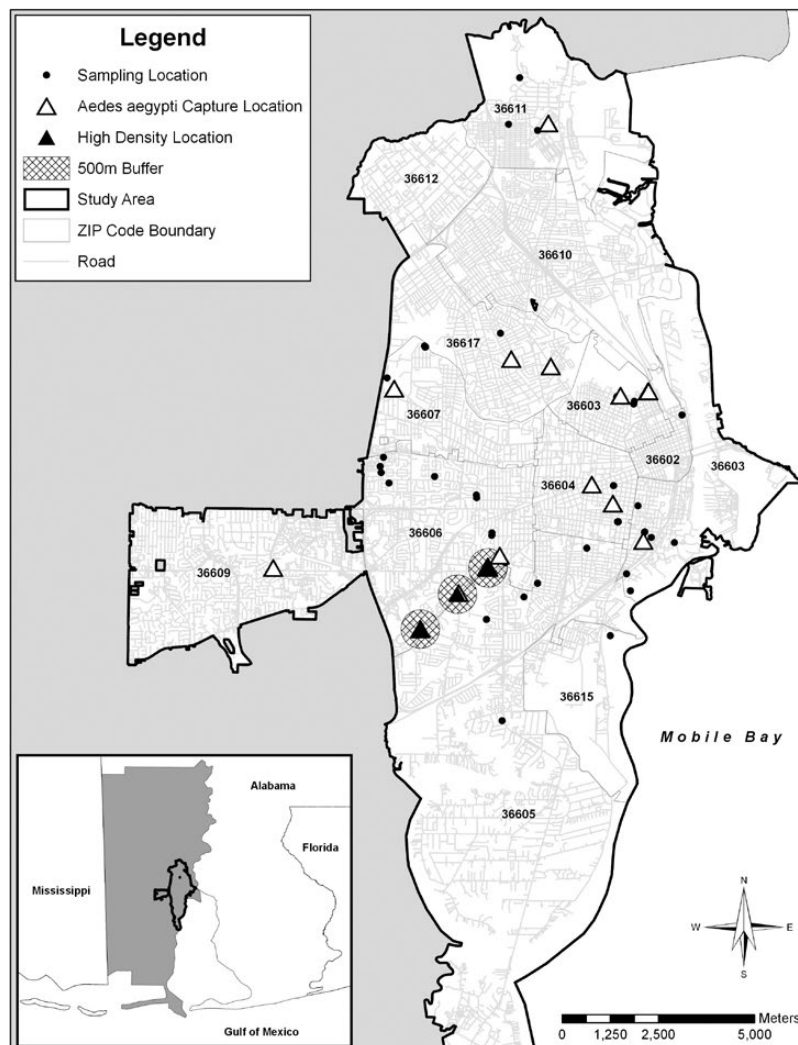 Legend
Sampling Location
Aedes aegypti Capture Location
High Density Location
500m Buffer
Study Area
ZIP Code Boundary
Road
36611
36612
36610
36617
36607
36603
36602
36603
36604
36606
36609
36615
Mobile Bay
36605
Alabama
Florida
Mississippi
Gulf of Mexico
N
W E
S
Meters
0 1,250 2,500 5,000